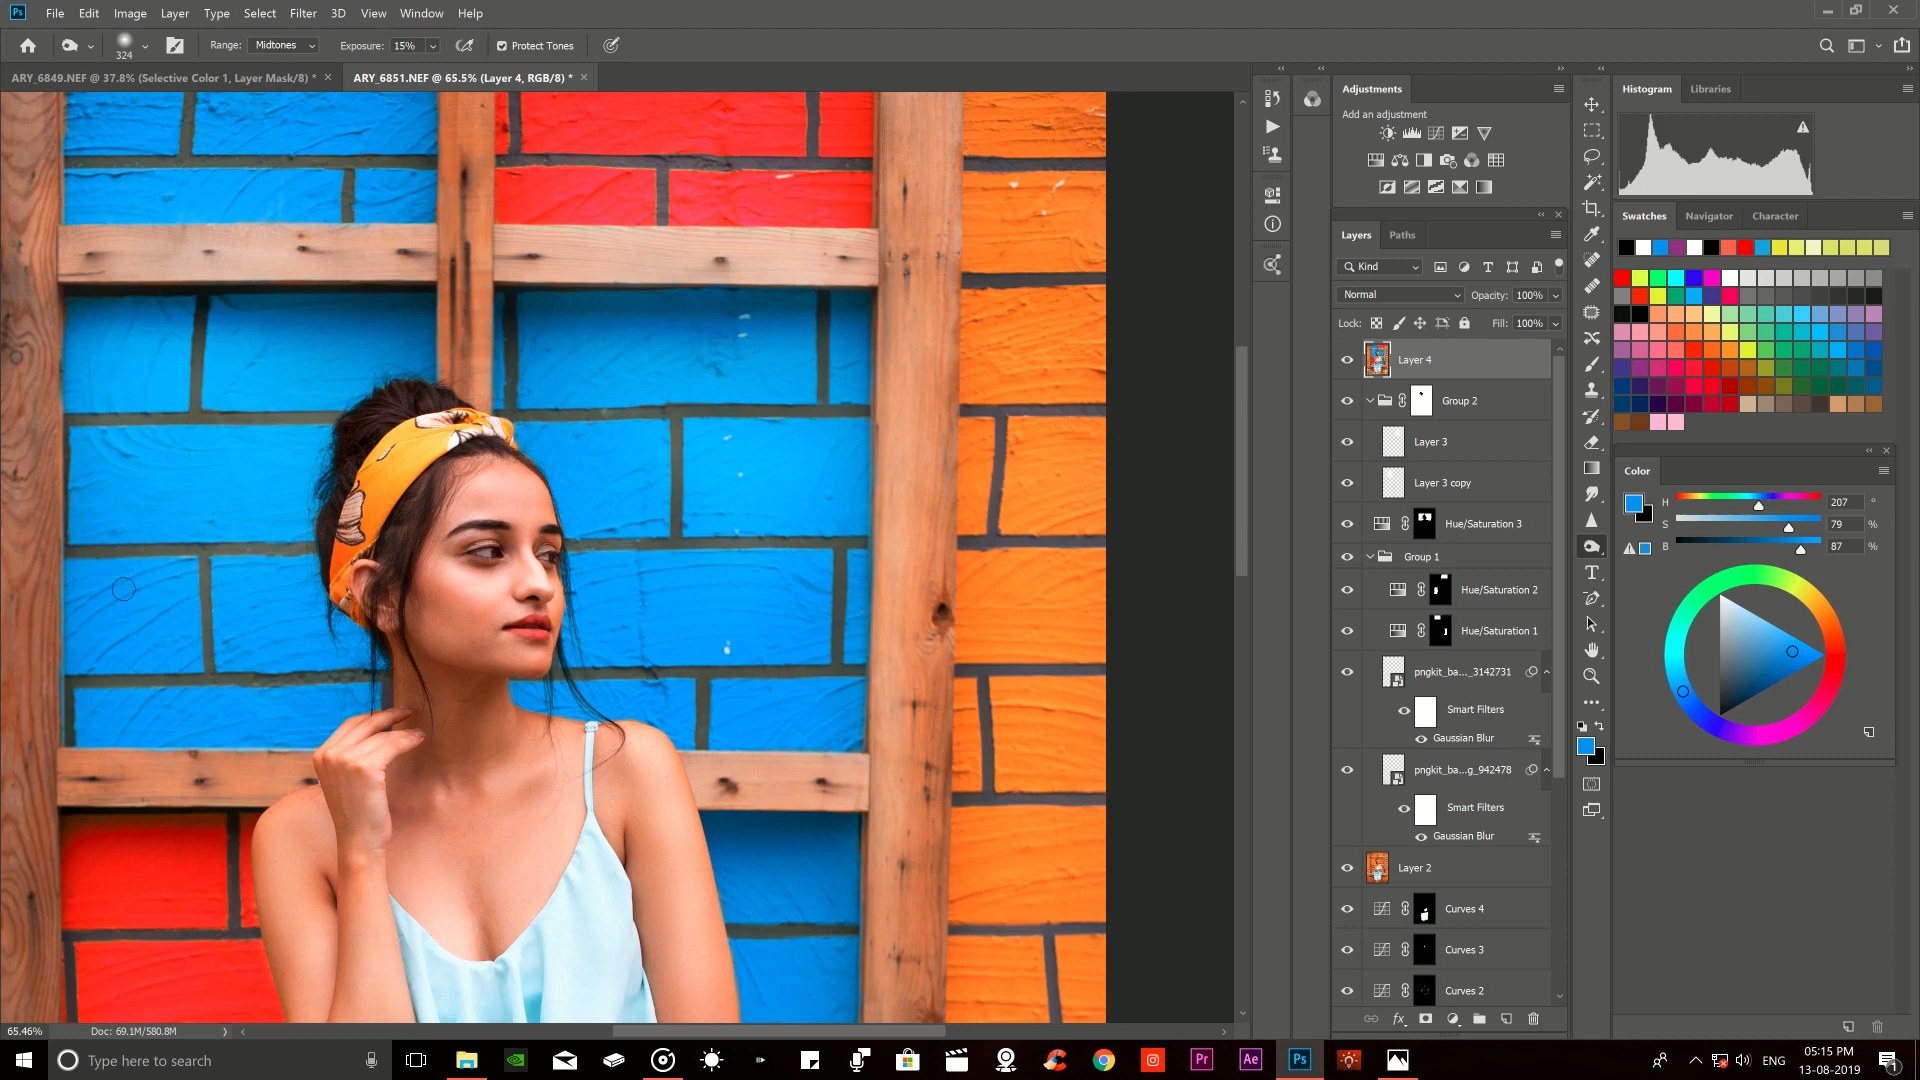 Ps File Edit Image Layer Type Select Filter 3D View Window Help
324 Range: Midtones Exposure: 15% Protect Tones
ARY_6849.NEF @ 37.8% (Selective Color 1, Layer Mask/8) * ×
ARY_6851.NEF @ 65.5% (Layer 4, RGB/8) * ×
Adjustments
Add an adjustment
Layers Paths
Kind
Normal Opacity: 100%
Lock: Fill: 100%
Layer 4
Group 2
Layer 3
Layer 3 copy
Hue/Saturation 3
Group 1
Hue/Saturation 2
Hue/Saturation 1
pngkit_ba..._3142731
Smart Filters
Gaussian Blur
pngkit_ba...g_942478
Smart Filters
Gaussian Blur
Layer 2
Curves 4
Curves 3
Curves 2
fx
Histogram Libraries
Swatches Navigator Character
Color
H 207 °
S 79 %
B 87 %
65.46% Doc: 69.1M/580.8M
Type here to search
Pr Ae Ps
ENG
05:15 PM
13-08-2019
1